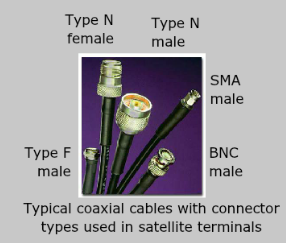 Type N
female
Type N
male
SMA
male
Type F
male
BNC
male
Typical coaxial cables with connector
types used in satellite terminals